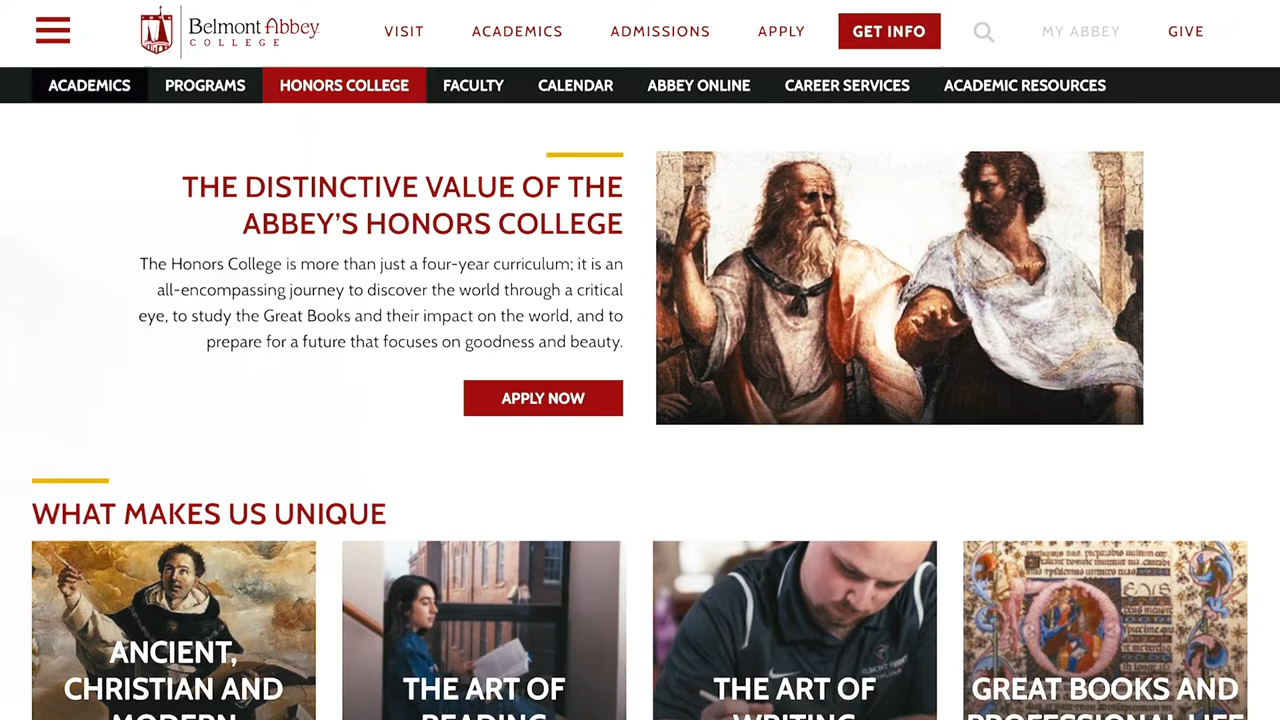 Belmont Abbey
COLLEGE
VISIT
ACADEMICS
ADMISSIONS
APPLY
GET INFO
MY ABBEY
GIVE
ACADEMICS
PROGRAMS
HONORS COLLEGE
FACULTY
CALENDAR
ABBEY ONLINE
CAREER SERVICES
ACADEMIC RESOURCES
THE DISTINCTIVE VALUE OF THE
ABBEY’S HONORS COLLEGE
The Honors College is more than just a four-year curriculum; it is an
all-encompassing journey to discover the world through a critical
eye, to study the Great Books and their impact on the world, and to
prepare for a future that focuses on goodness and beauty.
APPLY NOW
WHAT MAKES US UNIQUE
ANCIENT,
CHRISTIAN AND
MODERN
THE ART OF
READING
THE ART OF
WRITING
GREAT BOOKS AND
PROFESSIONAL LIFE